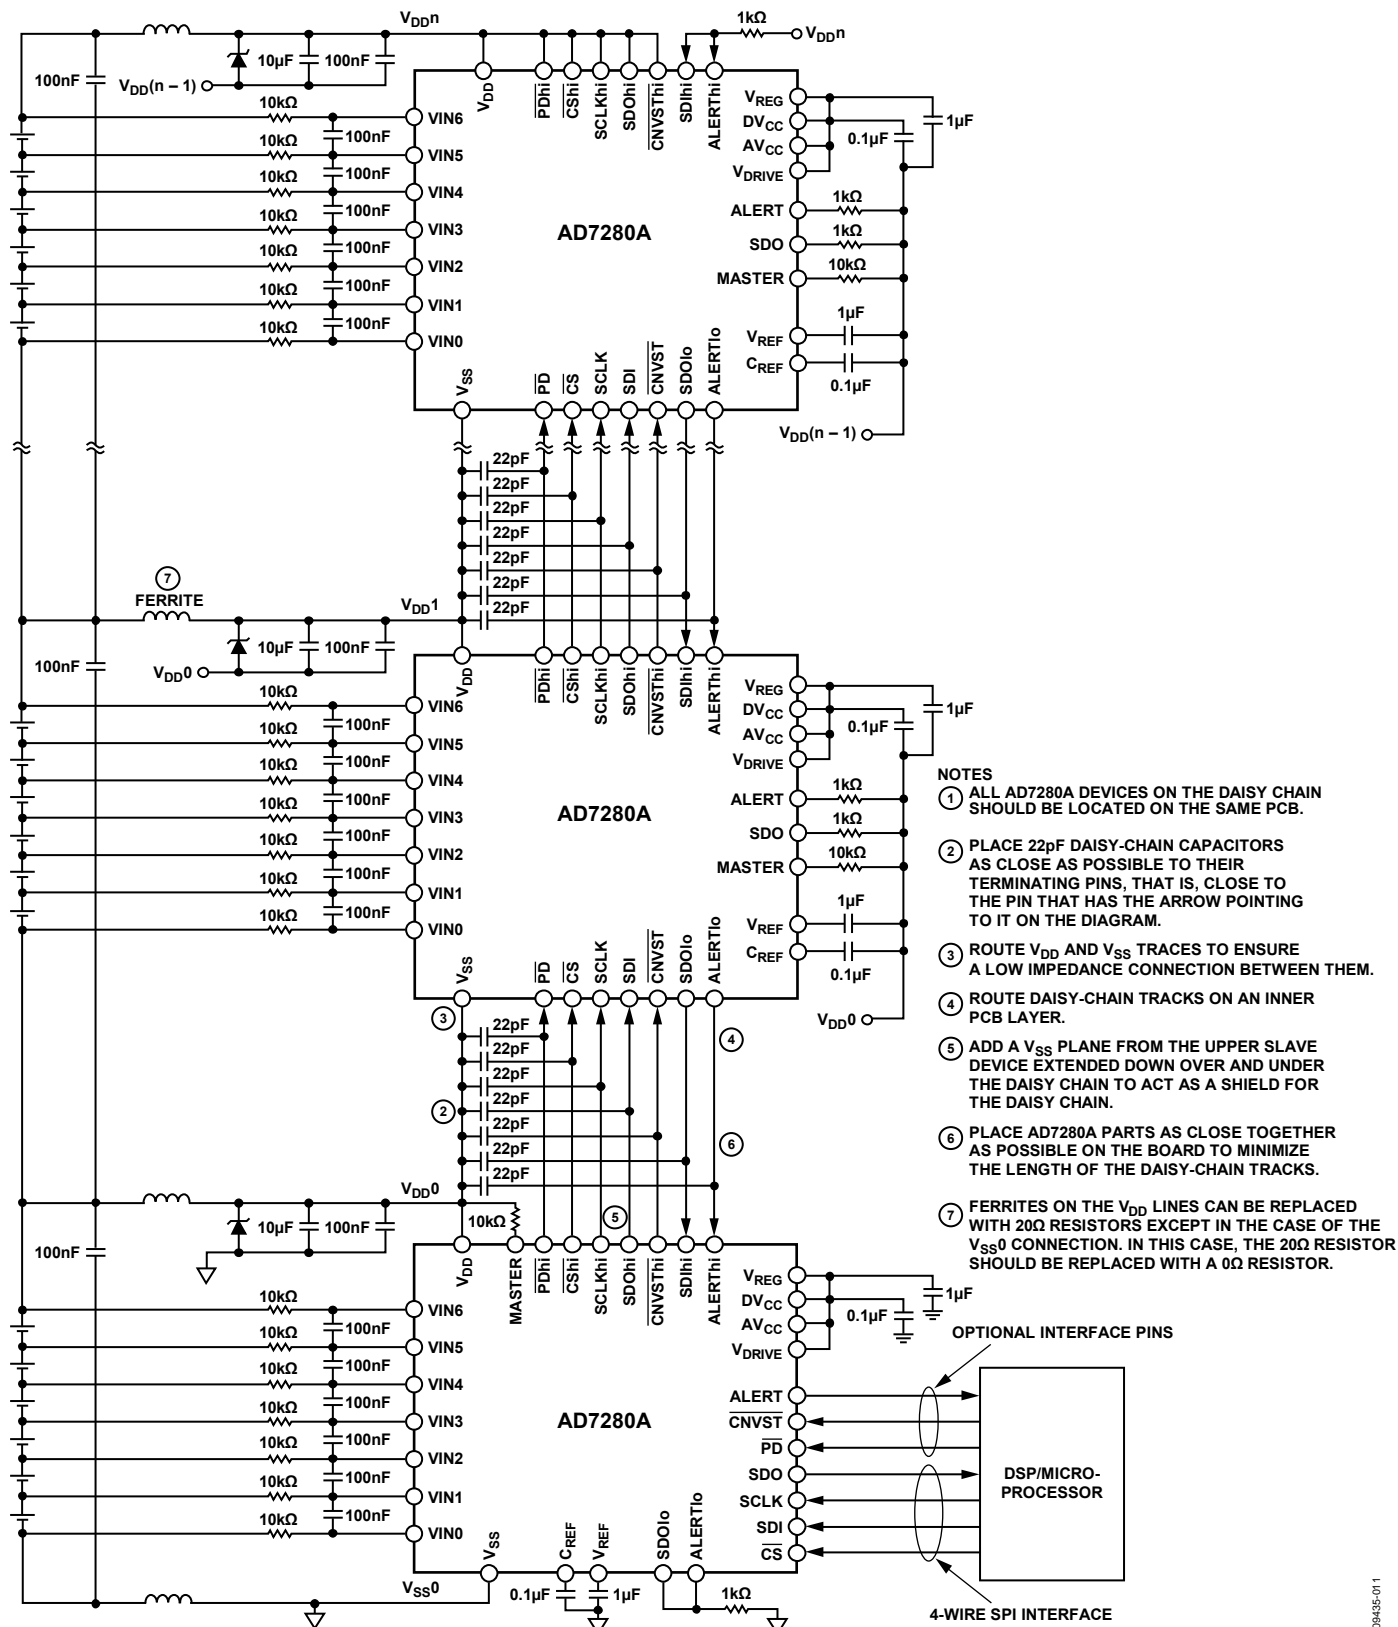 VDDn
1kΩ
VDDn
100nF
10µF
100nF
VDD(n – 1)
VDD
PDhi
CShi
SCLKhi
SDOhi
CNVSThi
SDIhi
ALERThi
10kΩ
VIN6
100nF
10kΩ
VIN5
100nF
10kΩ
VIN4
100nF
10kΩ
VIN3
100nF
10kΩ
VIN2
100nF
10kΩ
VIN1
100nF
10kΩ
VIN0
AD7280A
VREG
DVCC
AVCC
VDRIVE
0.1µF
1µF
ALERT
1kΩ
SDO
1kΩ
MASTER
10kΩ
VREF
1µF
CREF
0.1µF
VDD(n – 1)
VSS
PD
CS
SCLK
SDI
CNVST
SDOlo
ALERTlo
22pF
22pF
22pF
22pF
22pF
22pF
22pF
7
FERRITE
VDD1
100nF
10µF
100nF
VDD0
VDD
PDhi
CShi
SCLKhi
SDOhi
CNVSThi
SDIhi
ALERThi
10kΩ
VIN6
100nF
10kΩ
VIN5
100nF
10kΩ
VIN4
100nF
10kΩ
VIN3
100nF
10kΩ
VIN2
100nF
10kΩ
VIN1
100nF
10kΩ
VIN0
AD7280A
VREG
DVCC
AVCC
VDRIVE
0.1µF
1µF
ALERT
1kΩ
SDO
1kΩ
MASTER
10kΩ
VREF
1µF
CREF
0.1µF
VDD0
VSS
PD
CS
SCLK
SDI
CNVST
SDOlo
ALERTlo
3
4
2
6
5
22pF
22pF
22pF
22pF
22pF
22pF
22pF
NOTES
1 ALL AD7280A DEVICES ON THE DAISY CHAIN
SHOULD BE LOCATED ON THE SAME PCB.
2 PLACE 22pF DAISY-CHAIN CAPACITORS
AS CLOSE AS POSSIBLE TO THEIR
TERMINATING PINS, THAT IS, CLOSE TO
THE PIN THAT HAS THE ARROW POINTING
TO IT ON THE DIAGRAM.
3 ROUTE VDD AND VSS TRACES TO ENSURE
A LOW IMPEDANCE CONNECTION BETWEEN THEM.
4 ROUTE DAISY-CHAIN TRACKS ON AN INNER
PCB LAYER.
5 ADD A VSS PLANE FROM THE UPPER SLAVE
DEVICE EXTENDED DOWN OVER AND UNDER
THE DAISY CHAIN TO ACT AS A SHIELD FOR
THE DAISY CHAIN.
6 PLACE AD7280A PARTS AS CLOSE TOGETHER
AS POSSIBLE ON THE BOARD TO MINIMIZE
THE LENGTH OF THE DAISY-CHAIN TRACKS.
7 FERRITES ON THE VDD LINES CAN BE REPLACED
WITH 20Ω RESISTORS EXCEPT IN THE CASE OF THE
VSS0 CONNECTION. IN THIS CASE, THE 20Ω RESISTOR
SHOULD BE REPLACED WITH A 0Ω RESISTOR.
VDD0
10kΩ
100nF
10µF
100nF
VDD
MASTER
PDhi
CShi
SCLKhi
SDOhi
CNVSThi
SDIhi
ALERThi
10kΩ
VIN6
100nF
10kΩ
VIN5
100nF
10kΩ
VIN4
100nF
10kΩ
VIN3
100nF
10kΩ
VIN2
100nF
10kΩ
VIN1
100nF
10kΩ
VIN0
AD7280A
VREG
DVCC
AVCC
VDRIVE
0.1µF
1µF
OPTIONAL INTERFACE PINS
ALERT
CNVST
PD
SDO
SCLK
SDI
CS
DSP/MICRO-
PROCESSOR
4-WIRE SPI INTERFACE
VSS
CREF
VREF
SDOlo
ALERTlo
VSS0
0.1µF
1µF
1kΩ
09435-011